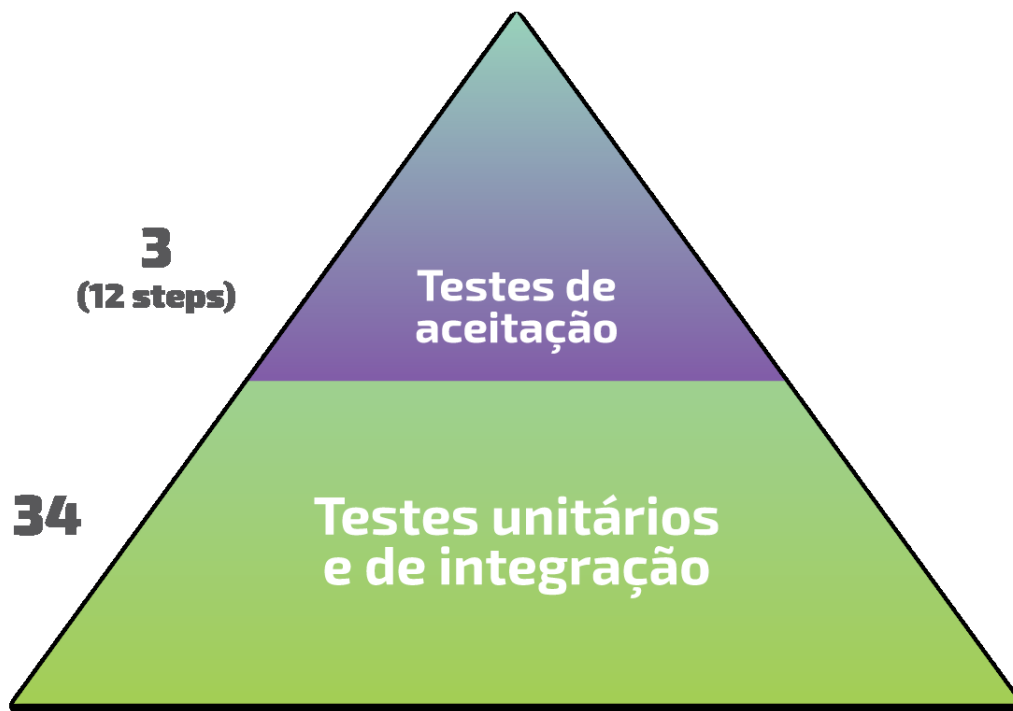 3
(12 steps)
Testes de
aceitação
34
Testes unitários
e de integração